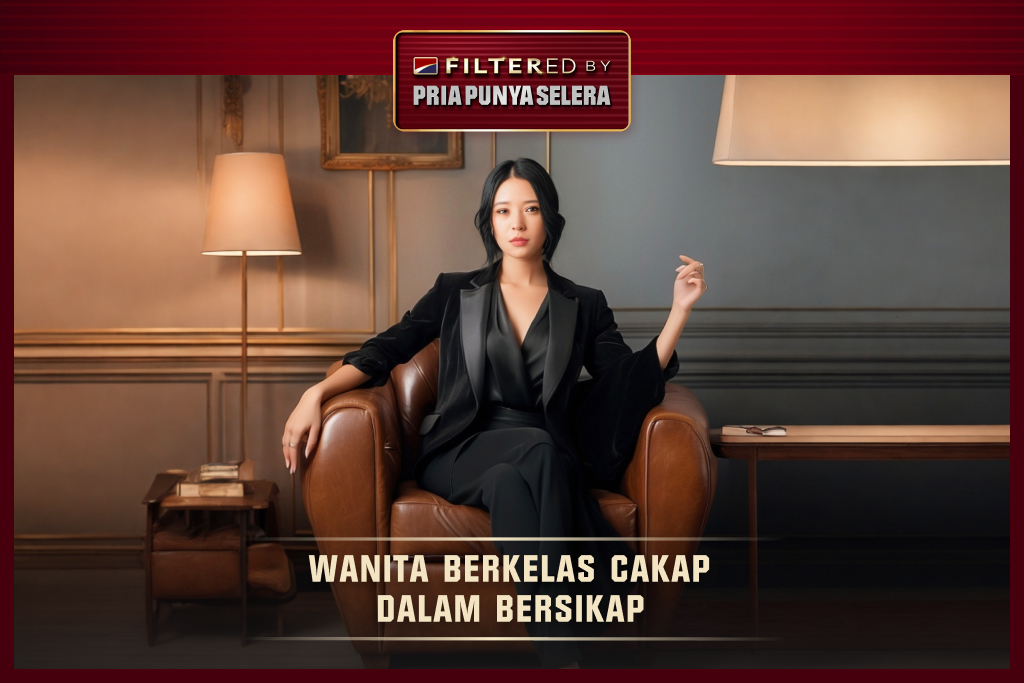 FILTERED BY
PRIA PUNYA SELERA
WANITA BERKELAS CAKAP
DALAM BERSIKAP